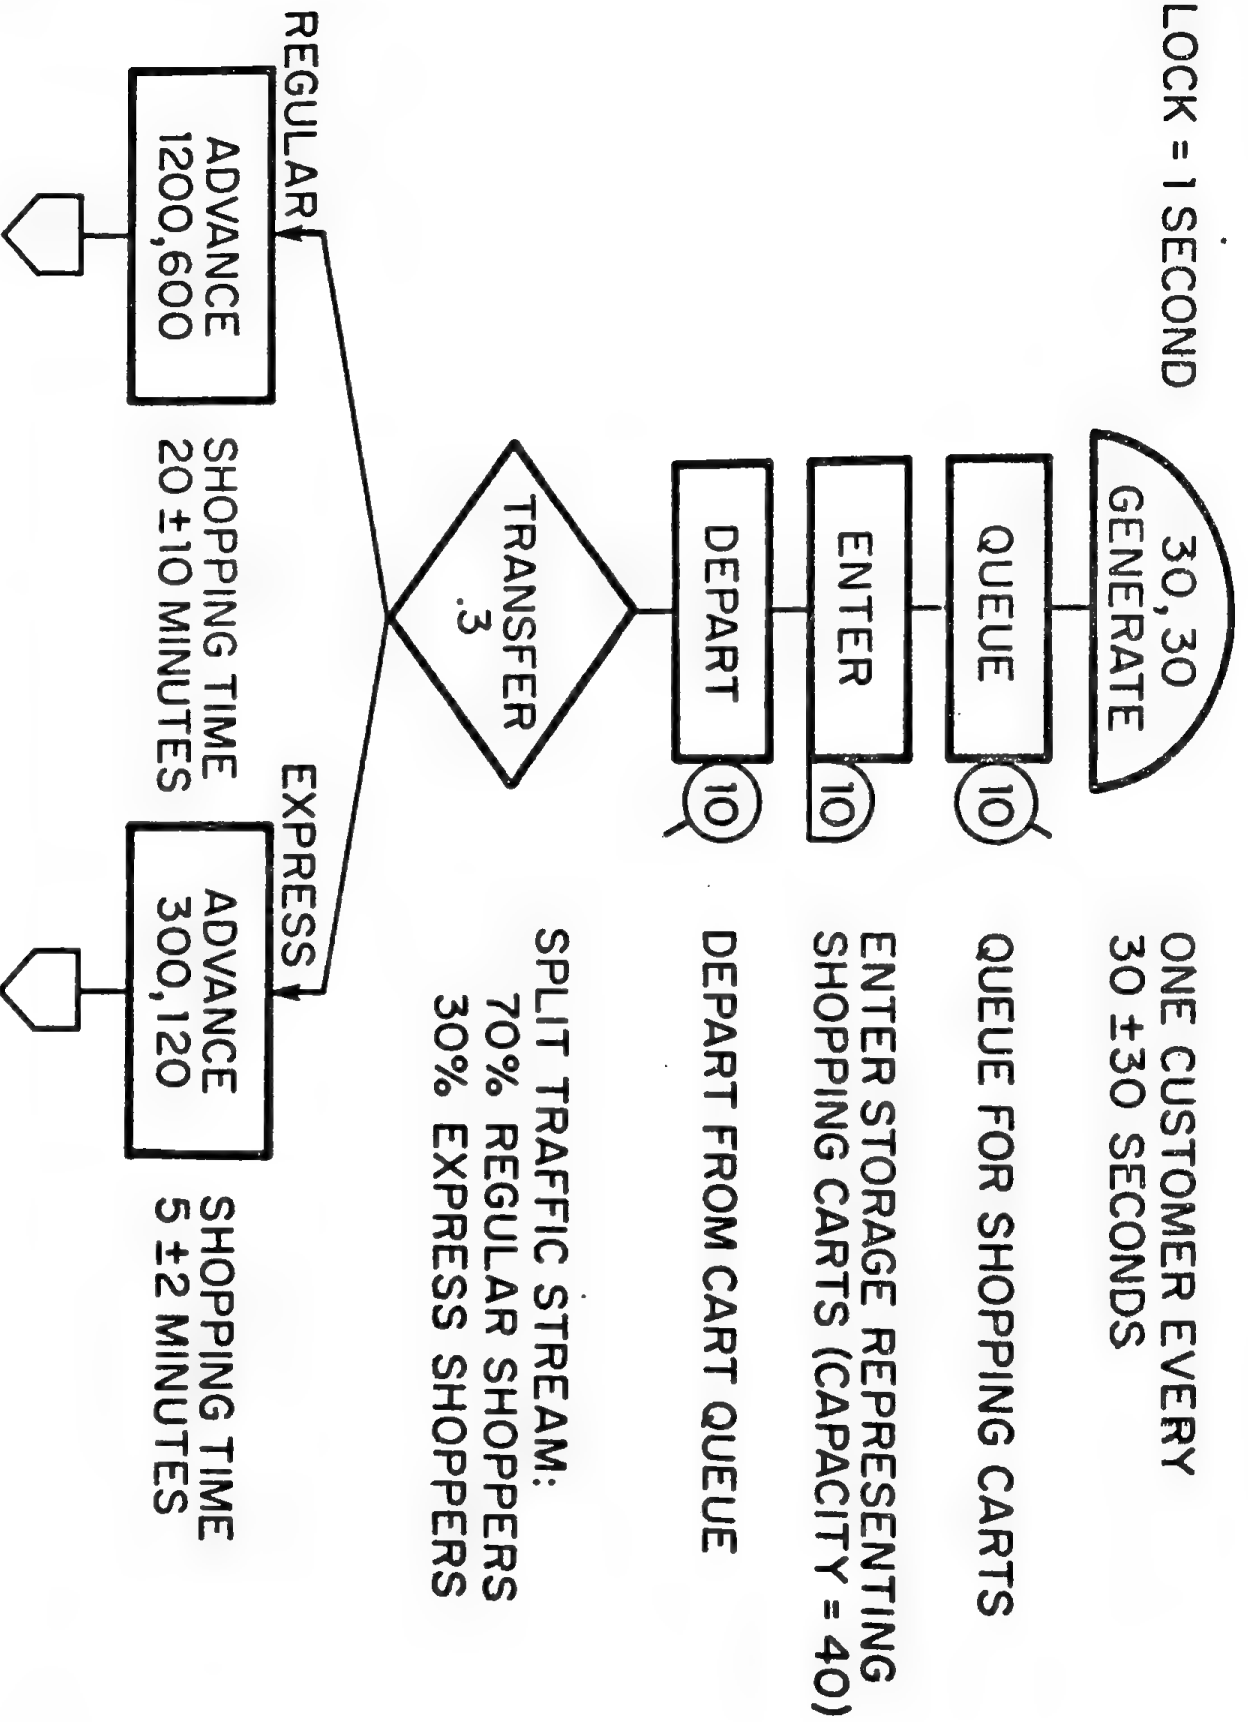 LOCK = 1 SECOND
30,30
GENERATE
ONE CUSTOMER EVERY
30 ±30 SECONDS
QUEUE
10
QUEUE FOR SHOPPING CARTS
ENTER
10
ENTER STORAGE REPRESENTING
SHOPPING CARTS (CAPACITY = 40)
DEPART
10
DEPART FROM CART QUEUE
TRANSFER
.3
SPLIT TRAFFIC STREAM:
70% REGULAR SHOPPERS
30% EXPRESS SHOPPERS
REGULAR
EXPRESS
ADVANCE
1200,600
SHOPPING TIME
20 ±10 MINUTES
ADVANCE
300,120
SHOPPING TIME
5 ±2 MINUTES